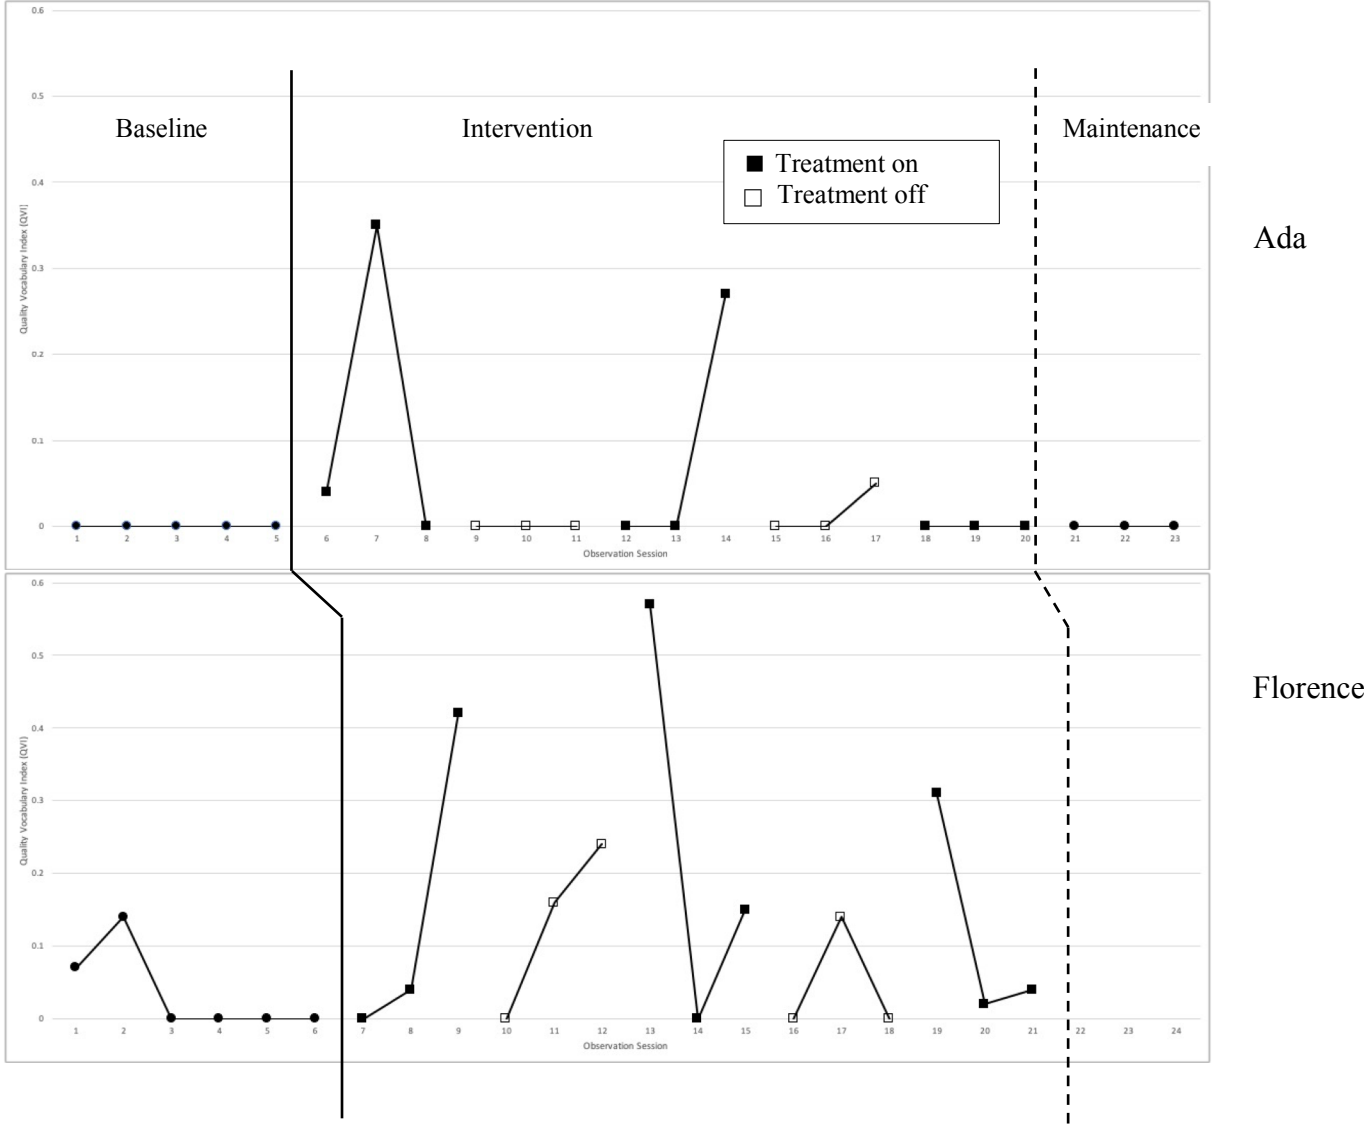 0.6
0.5
Baseline Intervention Maintenance
Treatment on
Treatment off
0.4
Ada
0.3
0.2
0.1
0
Quality Vocabulary Index (QVI)
1 2 3 4 5 6 7 8 9 10 11 12 13 14 15 16 17 18 19 20 21 22 23
Observation Session
0.6
0.5
Florence
0.4
0.3
0.2
0.1
0
Quality Vocabulary Index (QVI)
1 2 3 4 5 6 7 8 9 10 11 12 13 14 15 16 17 18 19 20 21 22 23 24
Observation Session